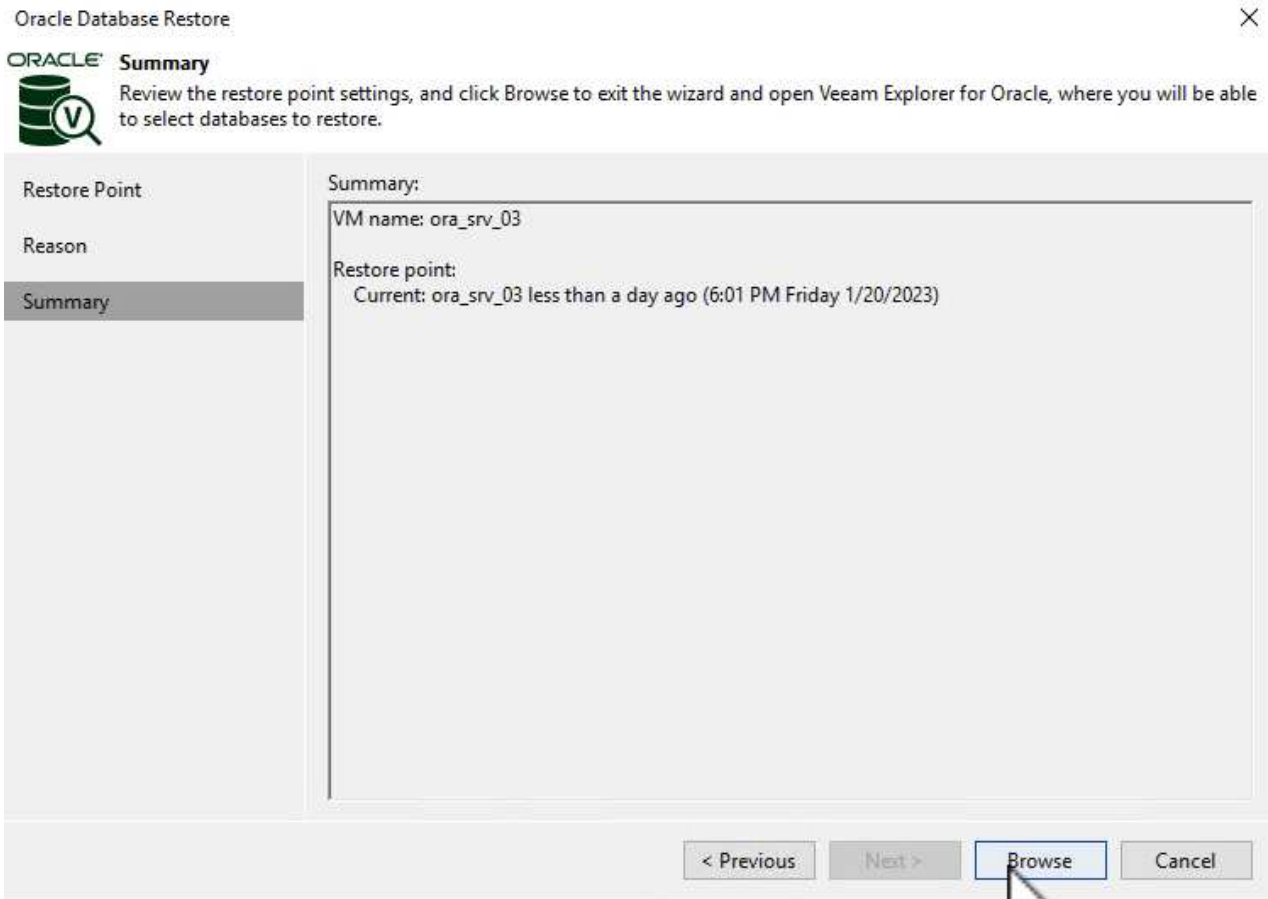 Oracle Database Restore
ORACLE
Summary
Review the restore point settings, and click Browse to exit the wizard and open Veeam Explorer for Oracle, where you will be able
to select databases to restore.
V
Restore Point
Reason
Summary
Summary:
VM name: ora_srv_03
Restore point:
Current: ora_srv_03 less than a day ago (6:01 PM Friday 1/20/2023)
< Previous
Next >
Browse
Cancel